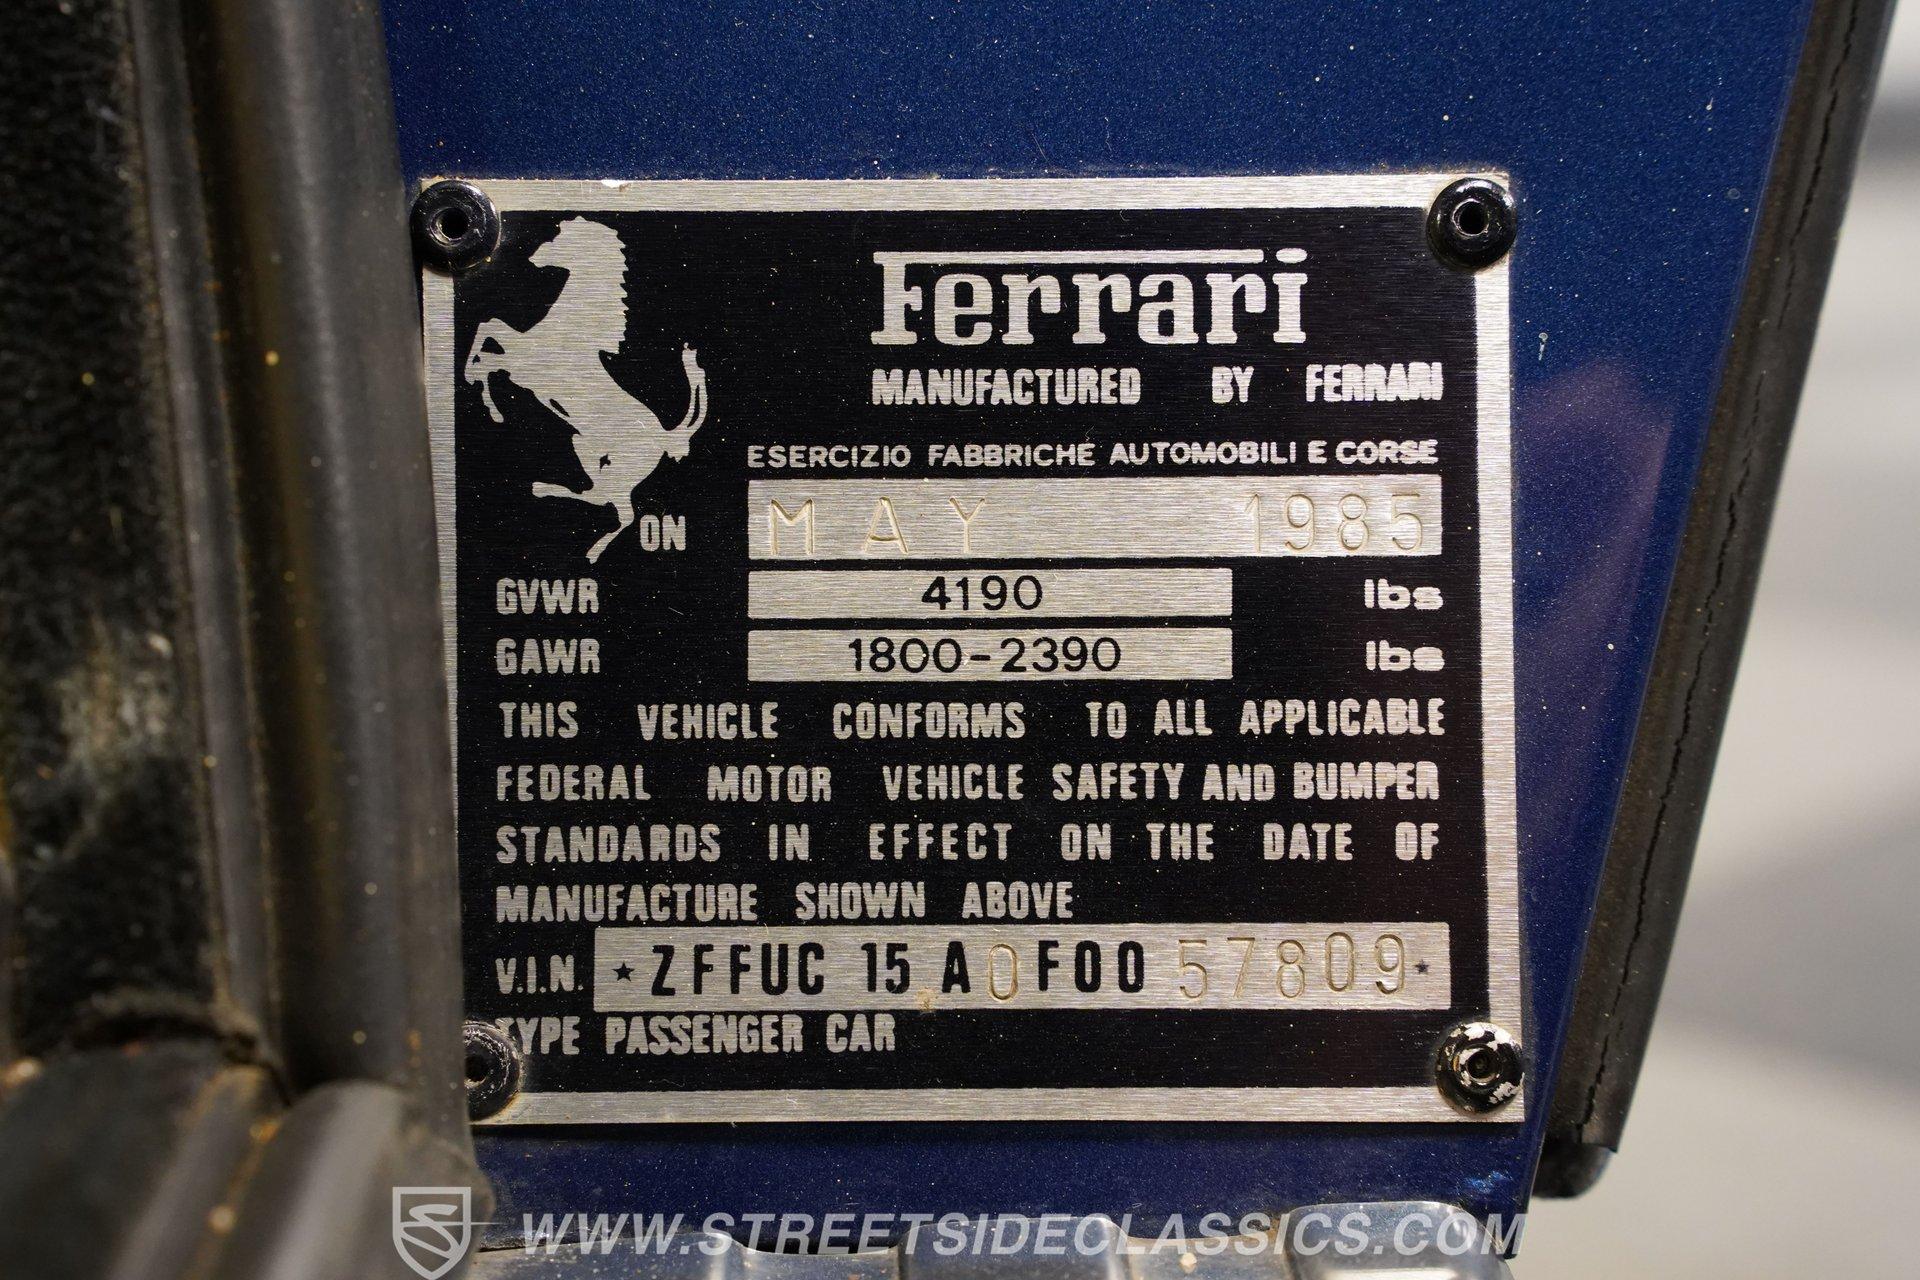 Ferrari
MANUFACTURED BY FERRARI
ESERCIZIO FABBRICHE AUTOMOBILI E CORSE
ON MAY 1985
GVWR 4190 lbs
GAWR 1800-2390 lbs
THIS VEHICLE CONFORMS TO ALL APPLICABLE
FEDERAL MOTOR VEHICLE SAFETY AND BUMPER
STANDARDS IN EFFECT ON THE DATE OF
MANUFACTURE SHOWN ABOVE
V.I.N. ★ ZFFUC 15 A0F00 57809 ★
TYPE PASSENGER CAR
WWW.STREETSIDECLASSICS.COM